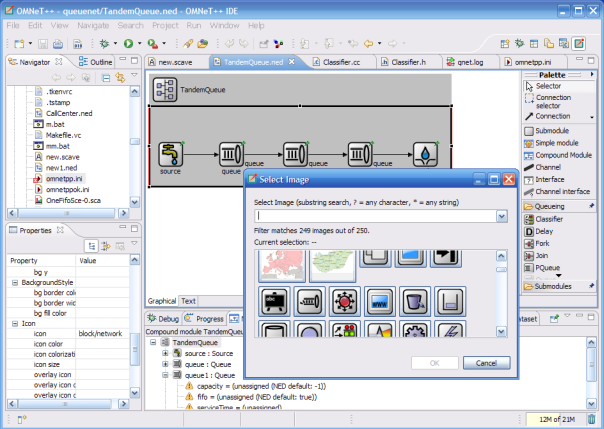 OMNeT++ - queuenet/TandemQueue.ned - OMNeT++ IDE
File Edit View Navigate Search Project Run Window Help
Navigator
Outline
.tkenvrc
.tstamp
CallCenter.ned
m.bat
Makefile.vc
mm.bat
new.scave
new1.ned
omnetpp.ini
omnetppok.ini
OneFifoSce-0.sca
new.scave
TandemQueue.ned
Classifier.cc
Classifier.h
qnet.log
omnetpp.ini
TandemQueue
source
queue
queue
queue
Graphical Text
Palette
Selector
Connection selector
Connection
Submodule
Simple module
Compound Module
Channel
Interface
Channel interface
Queueing
Classifier
Delay
Fork
Join
PQueue
Submodules
Select Image
Select Image (substring search, ? = any character, * = any string)
Filter matches 249 images out of 250.
Current selection: --
abc
www
OK
Cancel
Properties
Property Value
bg y
BackgroundStyle
bg border col
bg border wid
bg fill color
Icon
icon block/network
icon color
icon colorizati
icon size
overlay icon
overlay icon c
overlay icon c
Debug
Progress
ataset
Compound module TandemQueu
TandemQueue
source : Source
queue : Queue
queue1 : Queue
capacity = (unassigned (NED default: -1))
fifo = (unassigned (NED default: true))
serviceTime = (unassigned)
12M of 21M